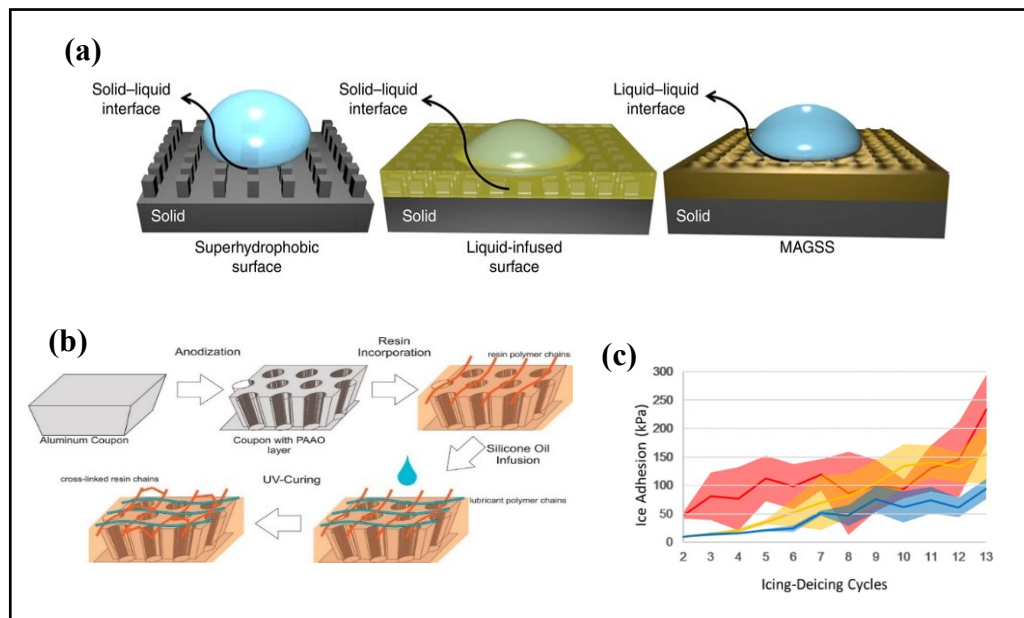 (a)
Solid–liquid
interface
Solid–liquid
interface
Liquid–liquid
interface
Solid
Solid
Solid
Superhydrophobic
surface
Liquid-infused
surface
MAGSS
(b)
Anodization
Resin
Incorporation
resin polymer chains
Aluminum Coupon
Coupon with PAAO
layer
Silicone Oil
Infusion
cross-linked resin chains
UV-Curing
lubricant polymer chains
(c)
Ice Adhesion (kPa)
300
250
200
150
100
50
0
2 3 4 5 6 7 8 9 10 11 12 13
Icing-Deicing Cycles